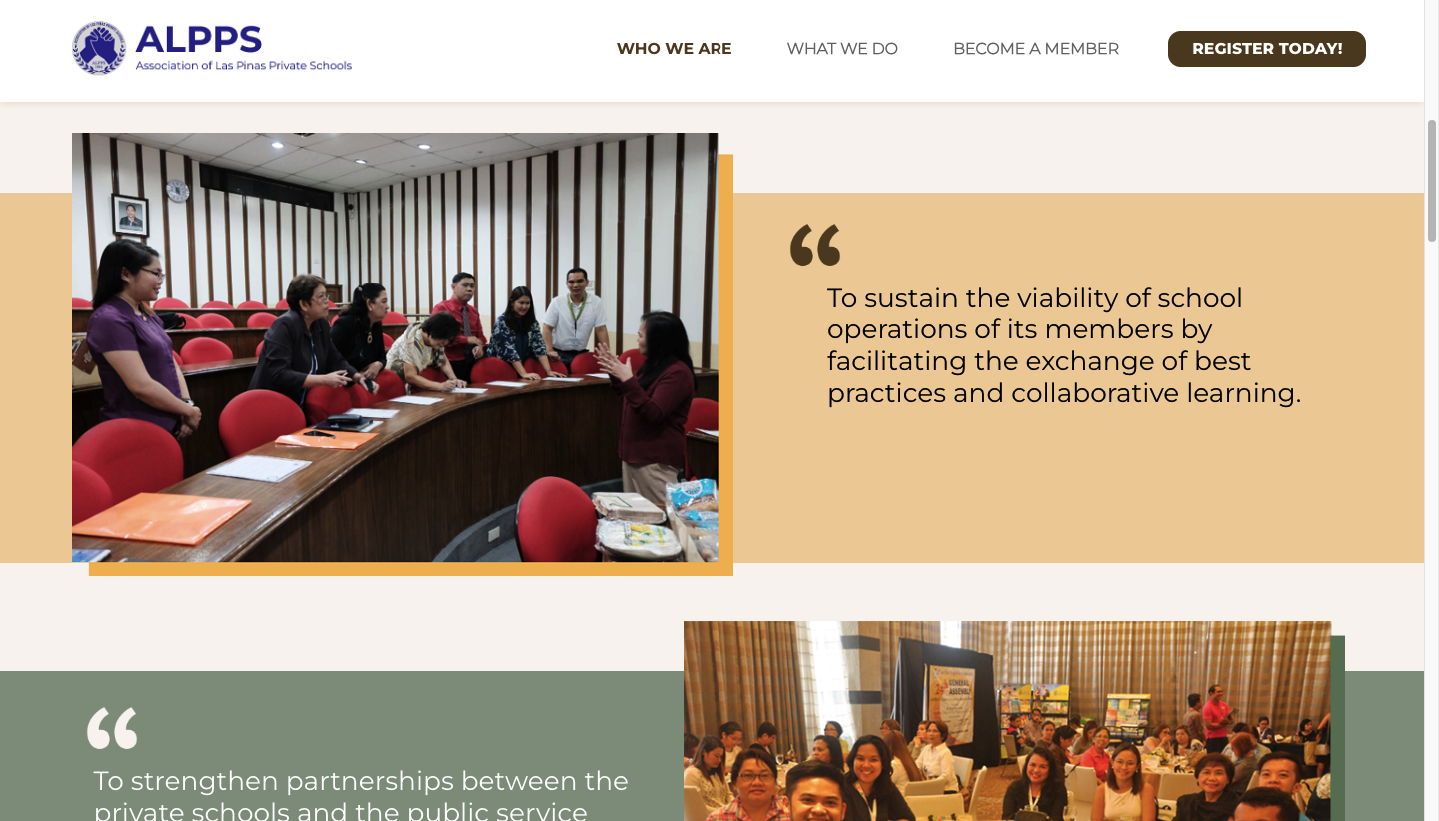 ALPPS
Association of Las Pinas Private Schools
WHO WE ARE
WHAT WE DO
BECOME A MEMBER
REGISTER TODAY!
“
To sustain the viability of school
operations of its members by
facilitating the exchange of best
practices and collaborative learning.
GENERAL
ASSEMBLY
“
To strengthen partnerships between the
private schools and the public service